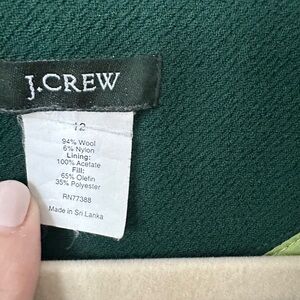 J.CREW
12
94% Wool
6% Nylon
Lining:
100% Acetate
Fill:
65% Olefin
35% Polyester
RN77388
Made in Sri Lanka